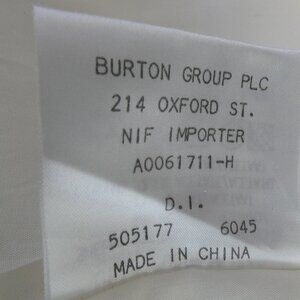 BURTON GROUP PLC
214 OXFORD ST.
NIF IMPORTER
A0061711-H
D.I.
505177 6045
MADE IN CHINA